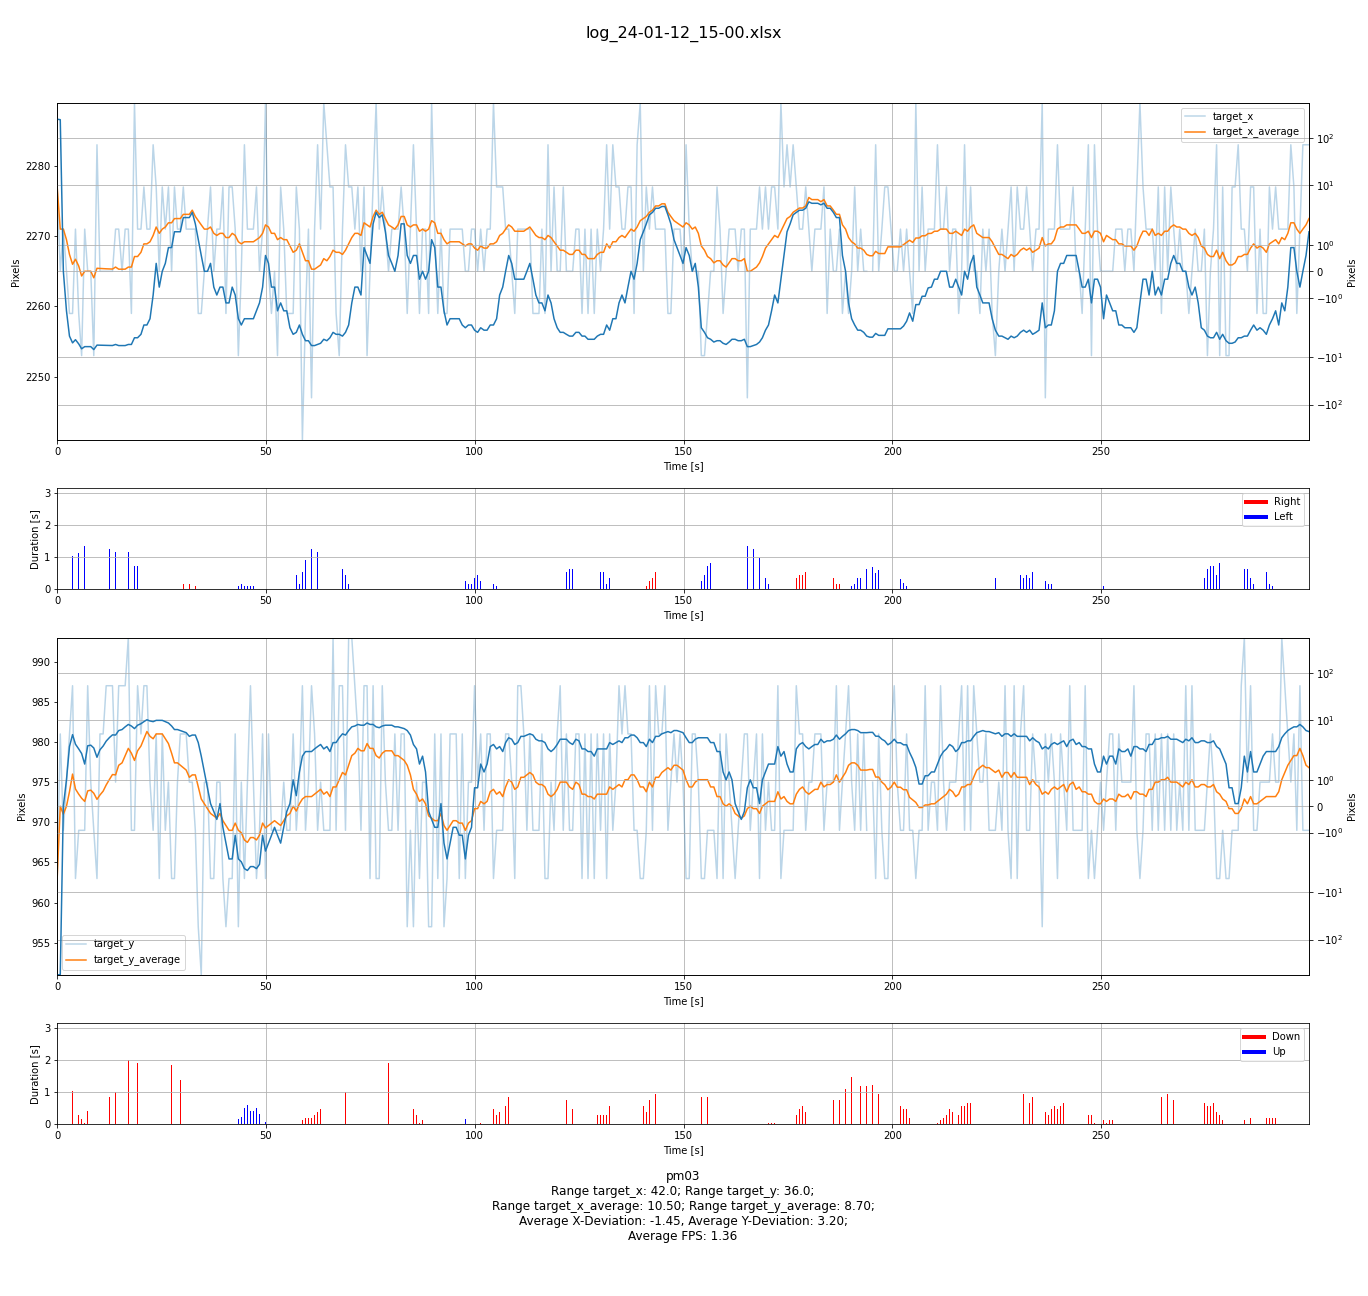 log_24-01-12_15-00.xlsx
target_x
target_x_average
2280
2270
2260
2250
Pixels
10²
10¹
10⁰
0
−10⁰
−10¹
−10²
Pixels
0 50 100 150 200 250
Time [s]
Right
Left
3
2
1
0
Duration [s]
0 50 100 150 200 250
Time [s]
990
985
980
975
970
965
960
955
Pixels
10²
10¹
10⁰
0
−10⁰
−10¹
−10²
Pixels
target_y
target_y_average
0 50 100 150 200 250
Time [s]
Down
Up
3
2
1
0
Duration [s]
0 50 100 150 200 250
Time [s]
pm03
Range target_x: 42.0; Range target_y: 36.0;
Range target_x_average: 10.50; Range target_y_average: 8.70;
Average X-Deviation: -1.45, Average Y-Deviation: 3.20;
Average FPS: 1.36